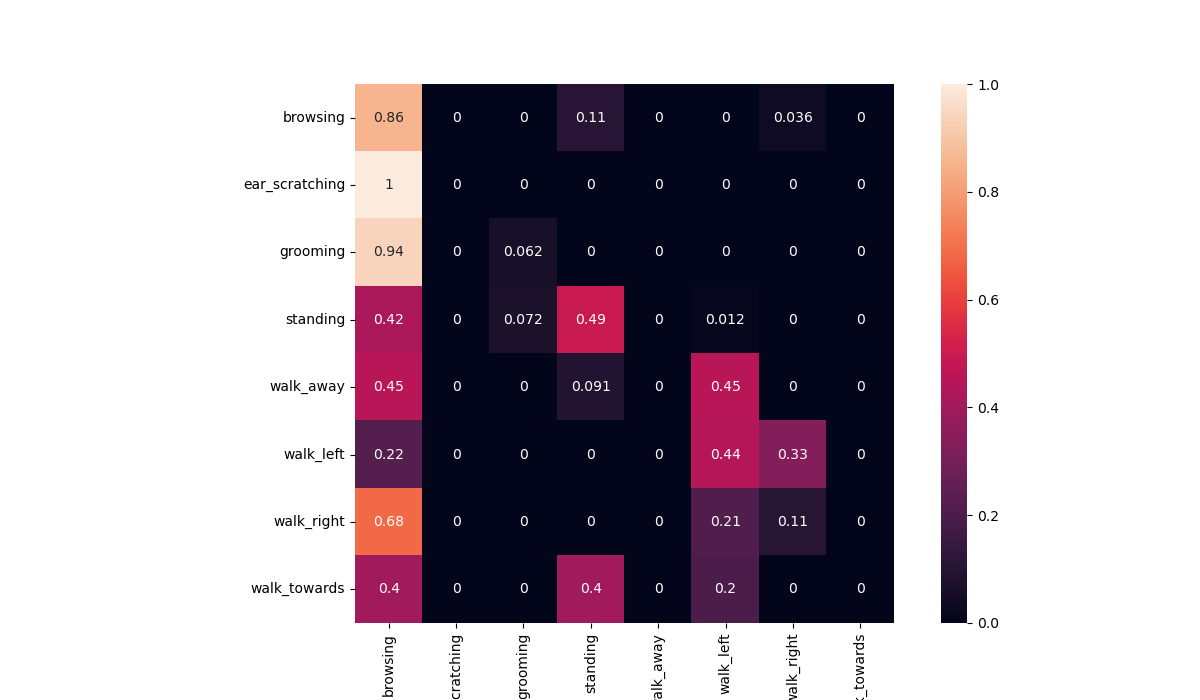 browsing 0.86 0 0 0.11 0 0 0.036 0
ear_scratching 1 0 0 0 0 0 0 0
grooming 0.94 0 0.062 0 0 0 0 0
standing 0.42 0 0.072 0.49 0 0.012 0 0
walk_away 0.45 0 0 0.091 0 0.45 0 0
walk_left 0.22 0 0 0 0 0.44 0.33 0
walk_right 0.68 0 0 0 0 0.21 0.11 0
walk_towards 0.4 0 0 0.4 0 0.2 0 0
browsing
cratching
grooming
standing
alk_away
walk_left
walk_right
_towards
1.0
0.8
0.6
0.4
0.2
0.0